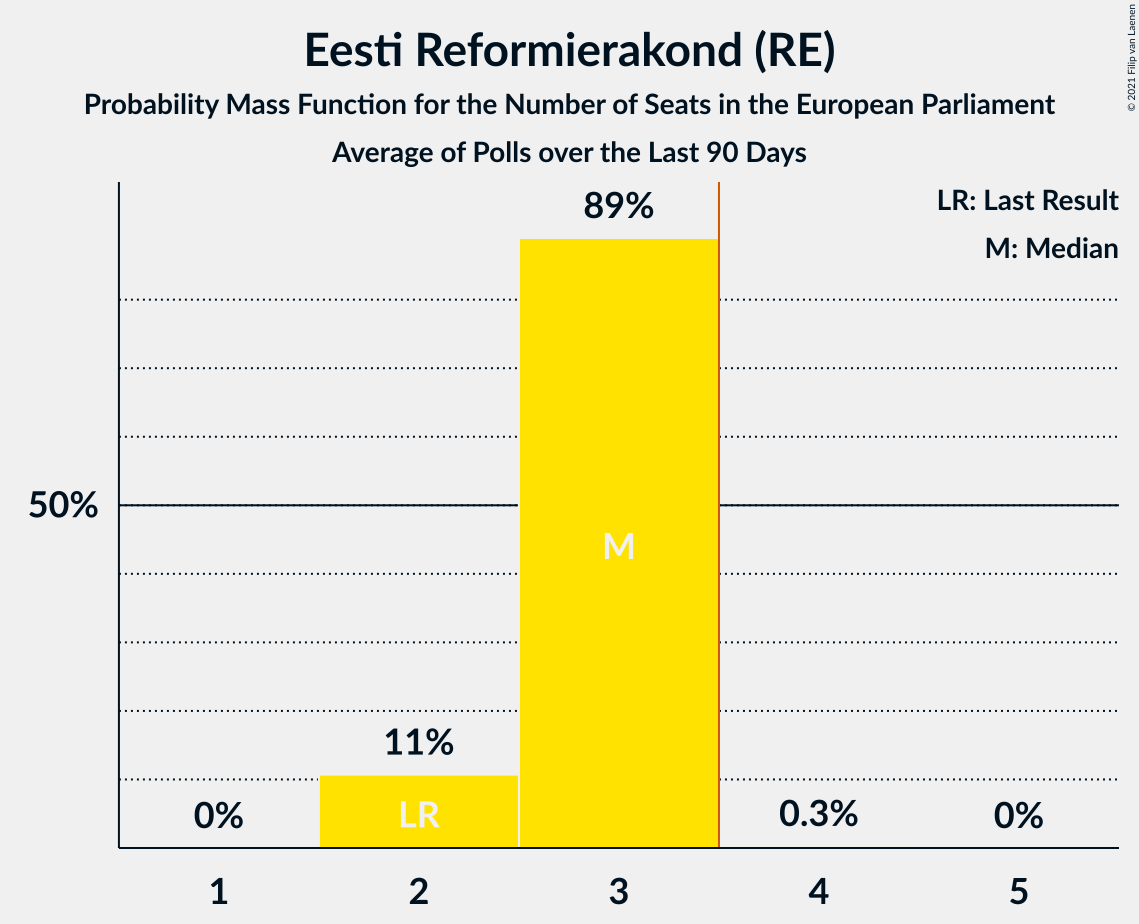 Eesti Reformierakond (RE)
Probability Mass Function for the Number of Seats in the European Parliament
Average of Polls over the Last 90 Days
© 2021 Filip van Laenen
LR: Last Result
M: Median
89%
50%
M
11%
LR
0%
0.3%
0%
1 2 3 4 5